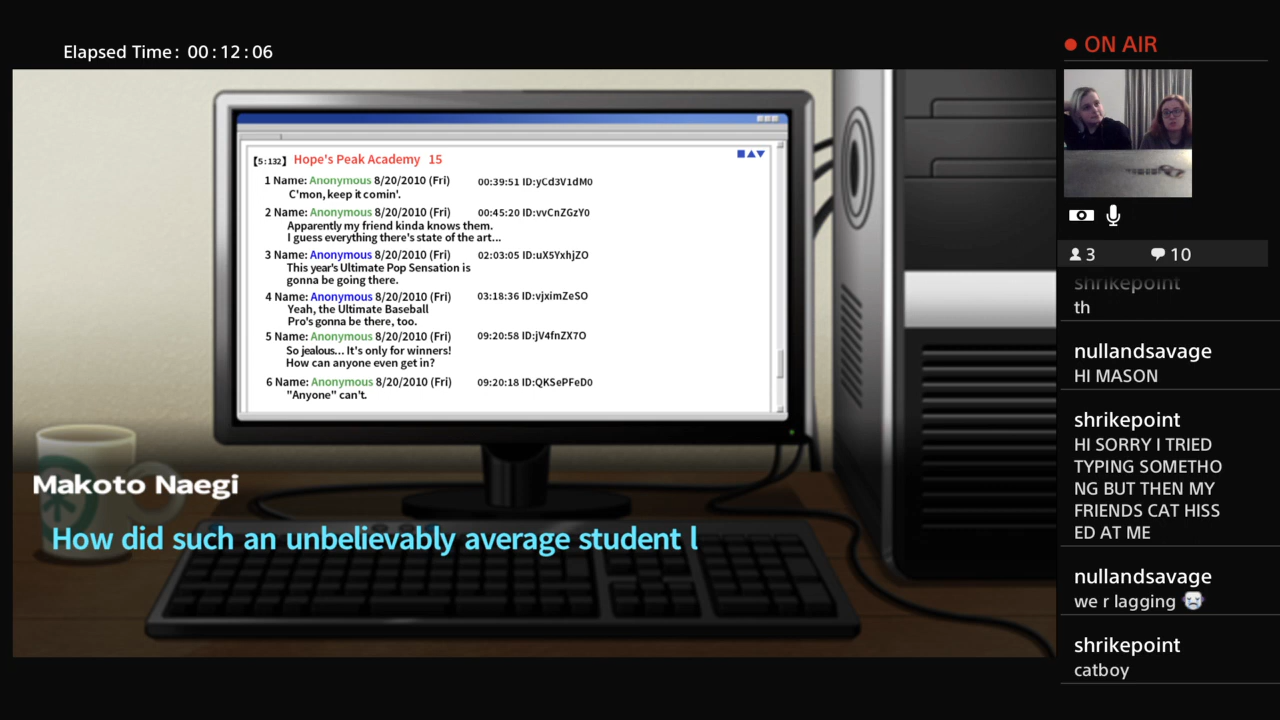 Elapsed Time: 00:12:06
ON AIR
【5:132】 Hope's Peak Academy 15
1 Name: Anonymous 8/20/2010 (Fri) 00:39:51 ID:yCd3V1dM0
C'mon, keep it comin'.
2 Name: Anonymous 8/20/2010 (Fri) 00:45:20 ID:vvCnZGzY0
Apparently my friend kinda knows them.
I guess everything there's state of the art...
3 Name: Anonymous 8/20/2010 (Fri) 02:03:05 ID:uX5YxhjZO
This year's Ultimate Pop Sensation is
gonna be going there.
4 Name: Anonymous 8/20/2010 (Fri) 03:18:36 ID:vjximZeSO
Yeah, the Ultimate Baseball
Pro's gonna be there, too.
5 Name: Anonymous 8/20/2010 (Fri) 09:20:58 ID:jV4fnZX7O
So jealous... It's only for winners!
How can anyone even get in?
6 Name: Anonymous 8/20/2010 (Fri) 09:20:18 ID:QKSePFeD0
"Anyone" can't.
Makoto Naegi
How did such an unbelievably average student l
3 10
shrikepoint
th
nullandsavage
HI MASON
shrikepoint
HI SORRY I TRIED
TYPING SOMETHO
NG BUT THEN MY
FRIENDS CAT HISS
ED AT ME
nullandsavage
we r lagging
shrikepoint
catboy